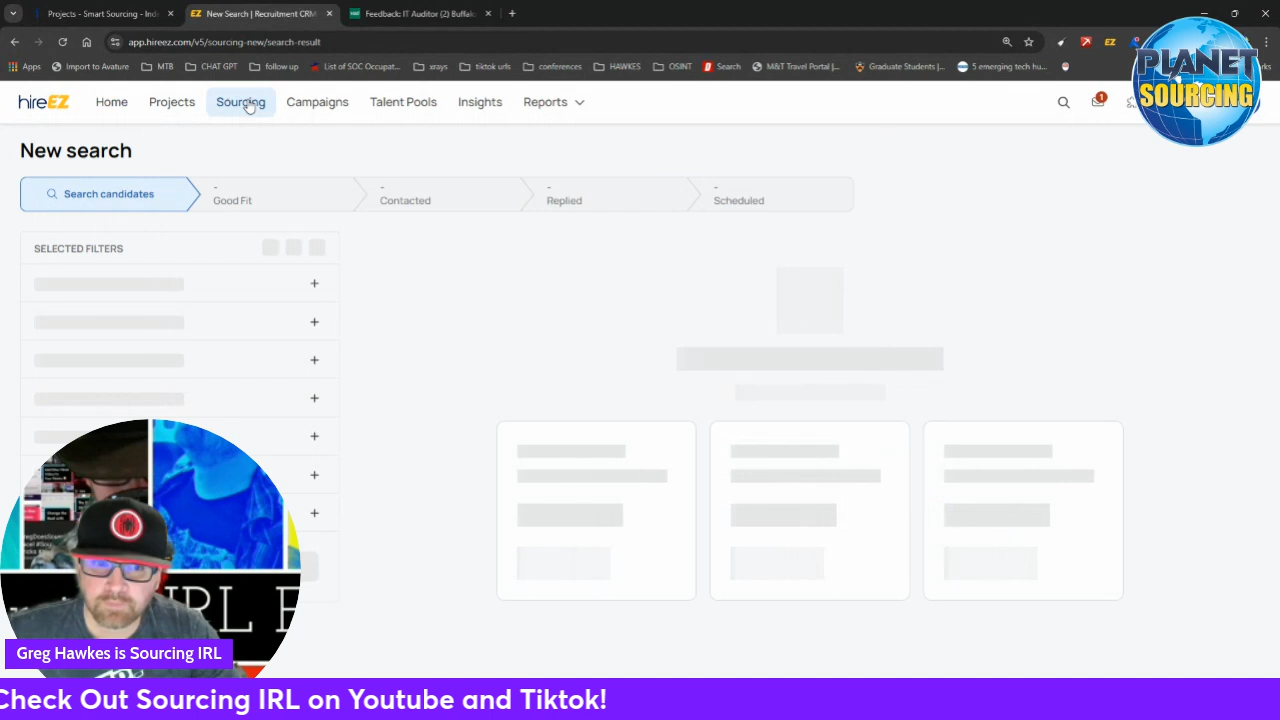 Projects - Smart Sourcing - Ind
New Search | Recruitment CRM
Feedback: IT Auditor (2) Buffalo
app.hireez.com/v5/sourcing-new/search-result
Apps
Import to Avature
MTB
CHAT GPT
follow up
List of SOC Occupat...
xrays
tiktok urls
conferences
HAWKES
OSINT
Search
M&T Travel Portal |...
Graduate Students |...
5 emerging tech hu...
PLANET
SOURCING
hireEZ
Home
Projects
Sourcing
Campaigns
Talent Pools
Insights
Reports
1
New search
Search candidates
-
Good Fit
-
Contacted
-
Replied
-
Scheduled
SELECTED FILTERS
IRL
Greg Hawkes is Sourcing IRL
Check Out Sourcing IRL on Youtube and Tiktok!